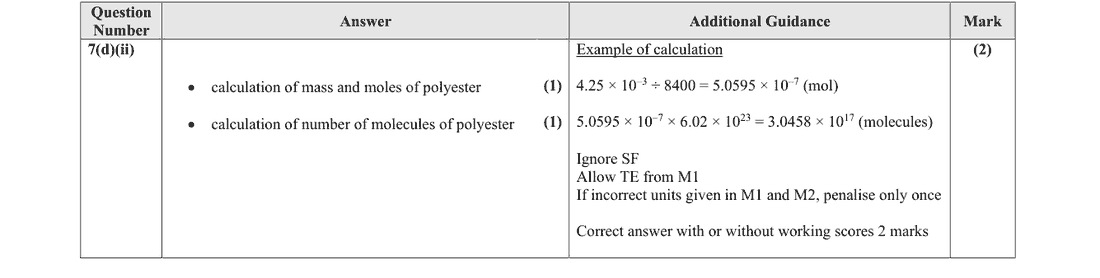 Question Number Answer Additional Guidance Mark
7(d)(ii) Example of calculation (2)
• calculation of mass and moles of polyester (1) 4.25 × 10⁻³ ÷ 8400 = 5.0595 × 10⁻⁷ (mol)
• calculation of number of molecules of polyester (1) 5.0595 × 10⁻⁷ × 6.02 × 10²³ = 3.0458 × 10¹⁷ (molecules)
Ignore SF
Allow TE from M1
If incorrect units given in M1 and M2, penalise only once
Correct answer with or without working scores 2 marks